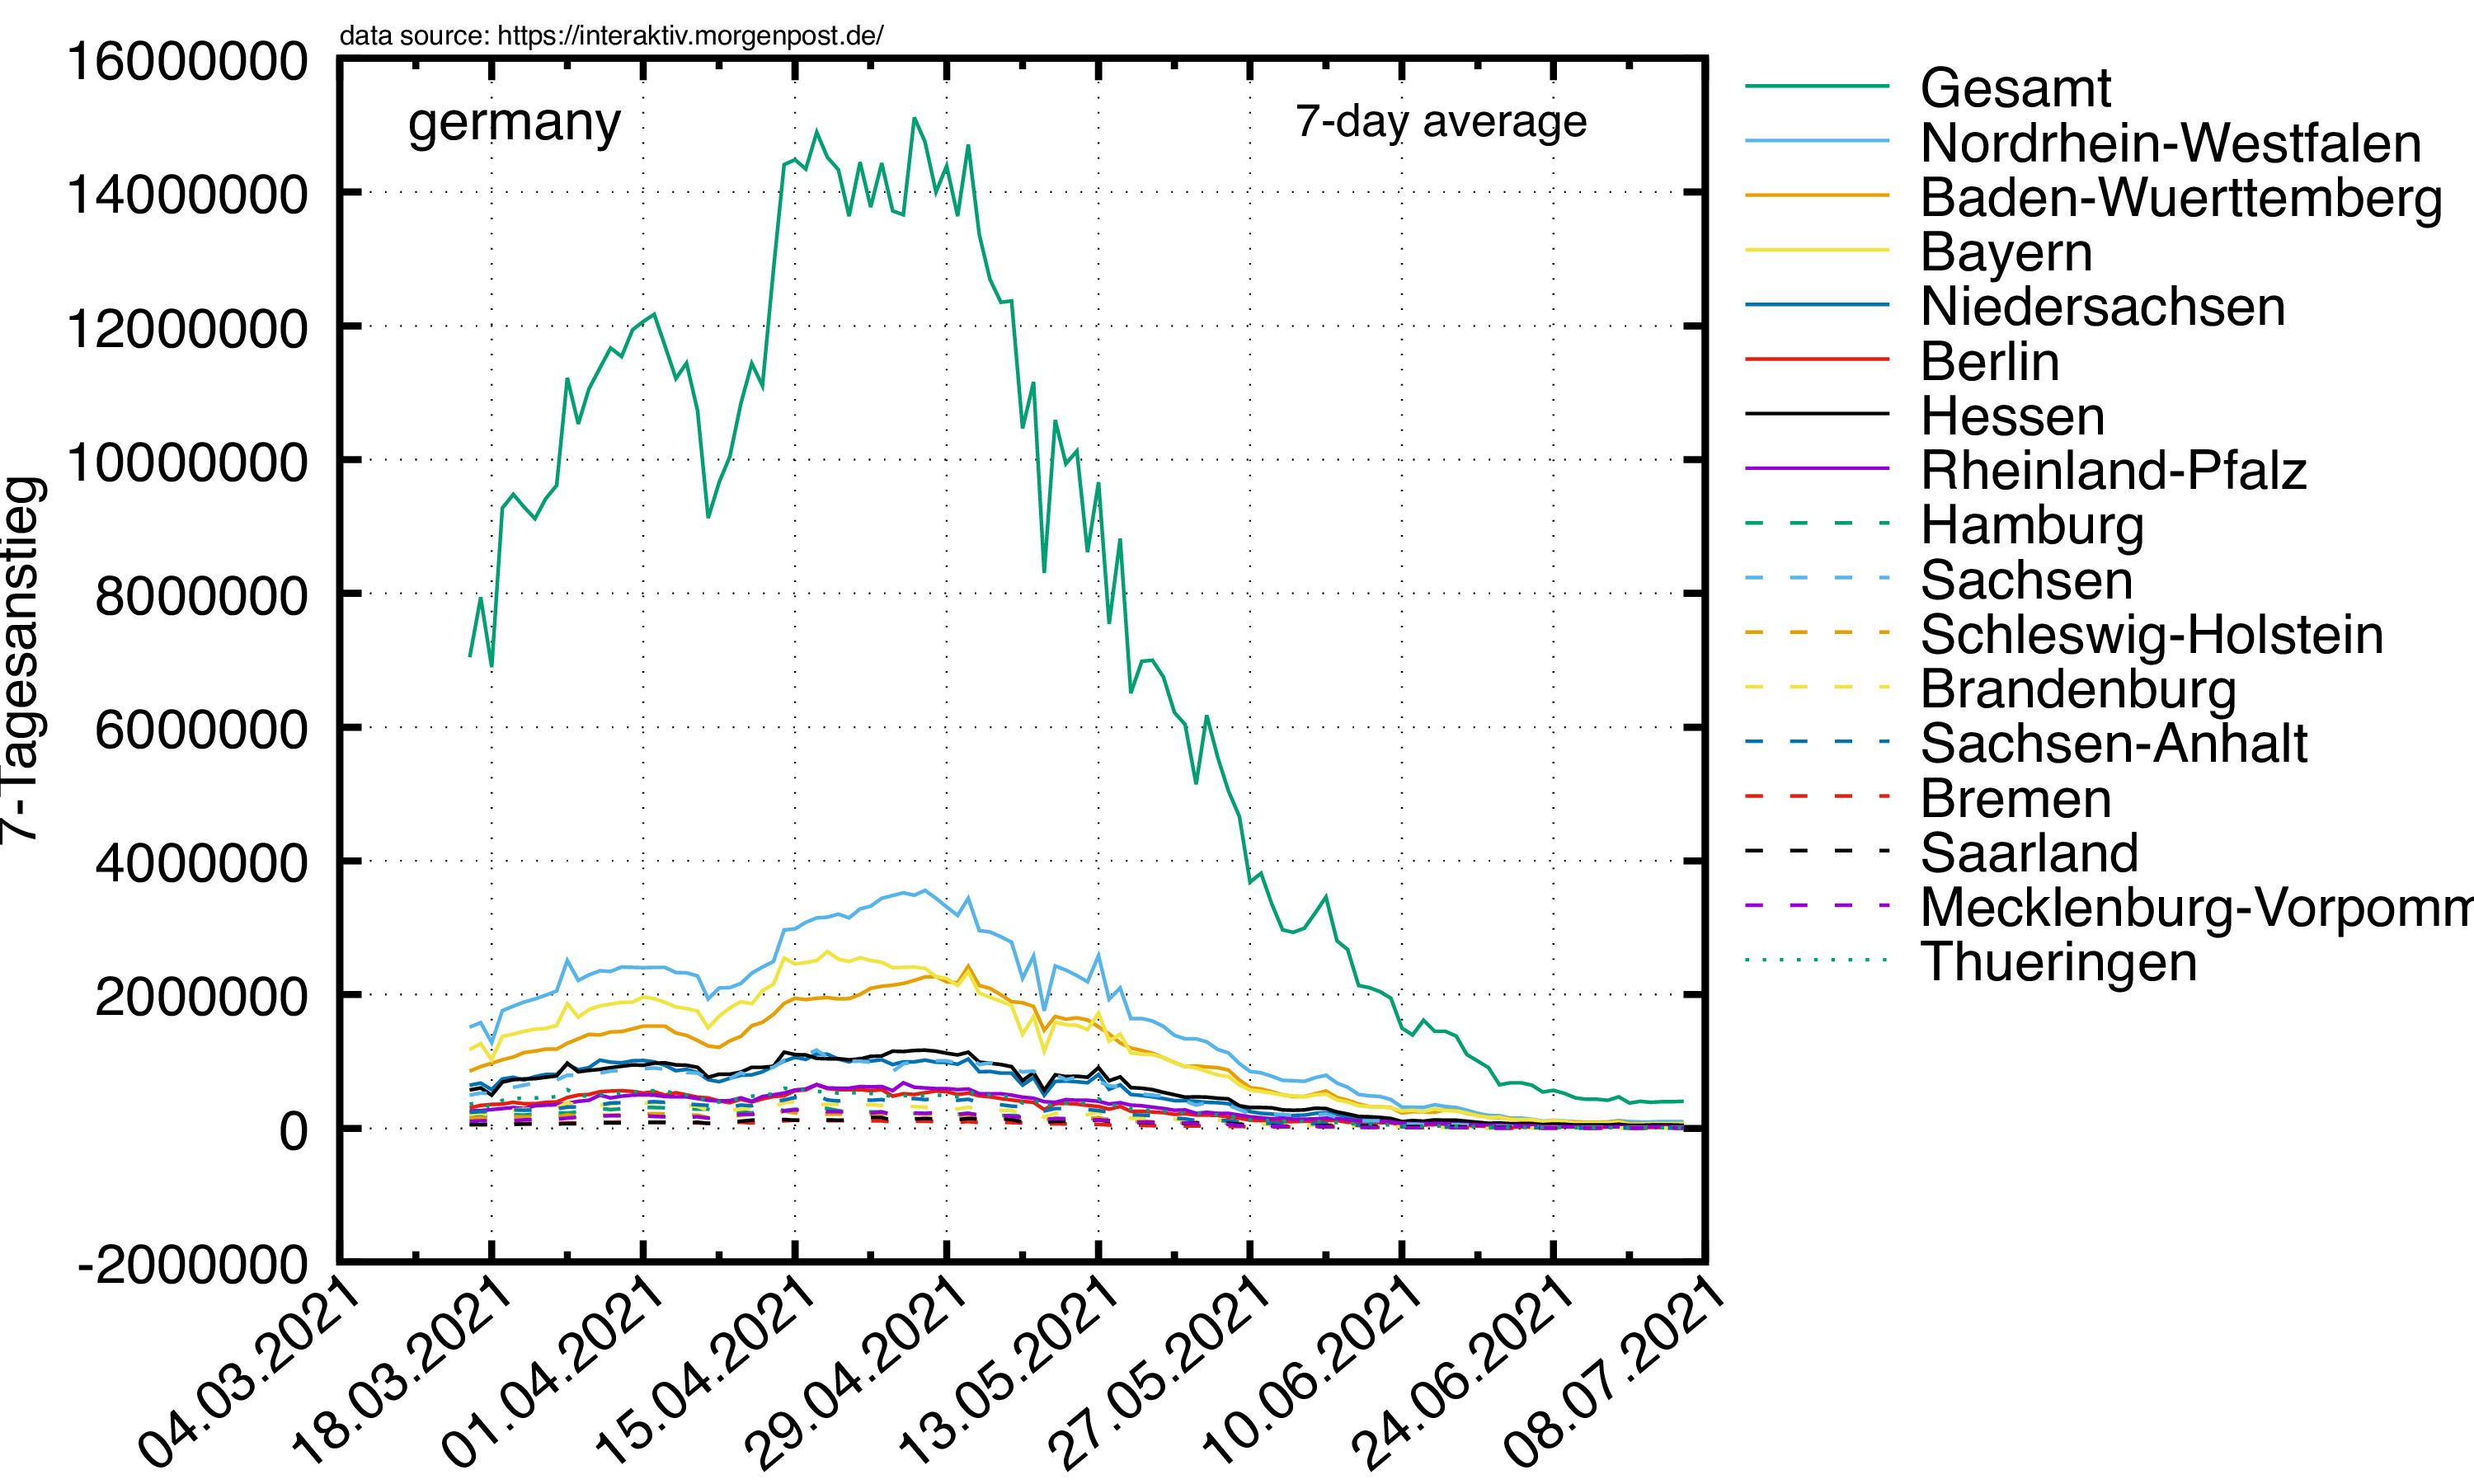 data source: https://interaktiv.morgenpost.de/
germany
7-day average
7-Tagesanstieg
16000000
14000000
12000000
10000000
8000000
6000000
4000000
2000000
0
-2000000
04.03.2021
18.03.2021
01.04.2021
15.04.2021
29.04.2021
13.05.2021
27.05.2021
10.06.2021
24.06.2021
08.07.2021
Gesamt
Nordrhein-Westfalen
Baden-Wuerttemberg
Bayern
Niedersachsen
Berlin
Hessen
Rheinland-Pfalz
Hamburg
Sachsen
Schleswig-Holstein
Brandenburg
Sachsen-Anhalt
Bremen
Saarland
Mecklenburg-Vorpomm
Thueringen